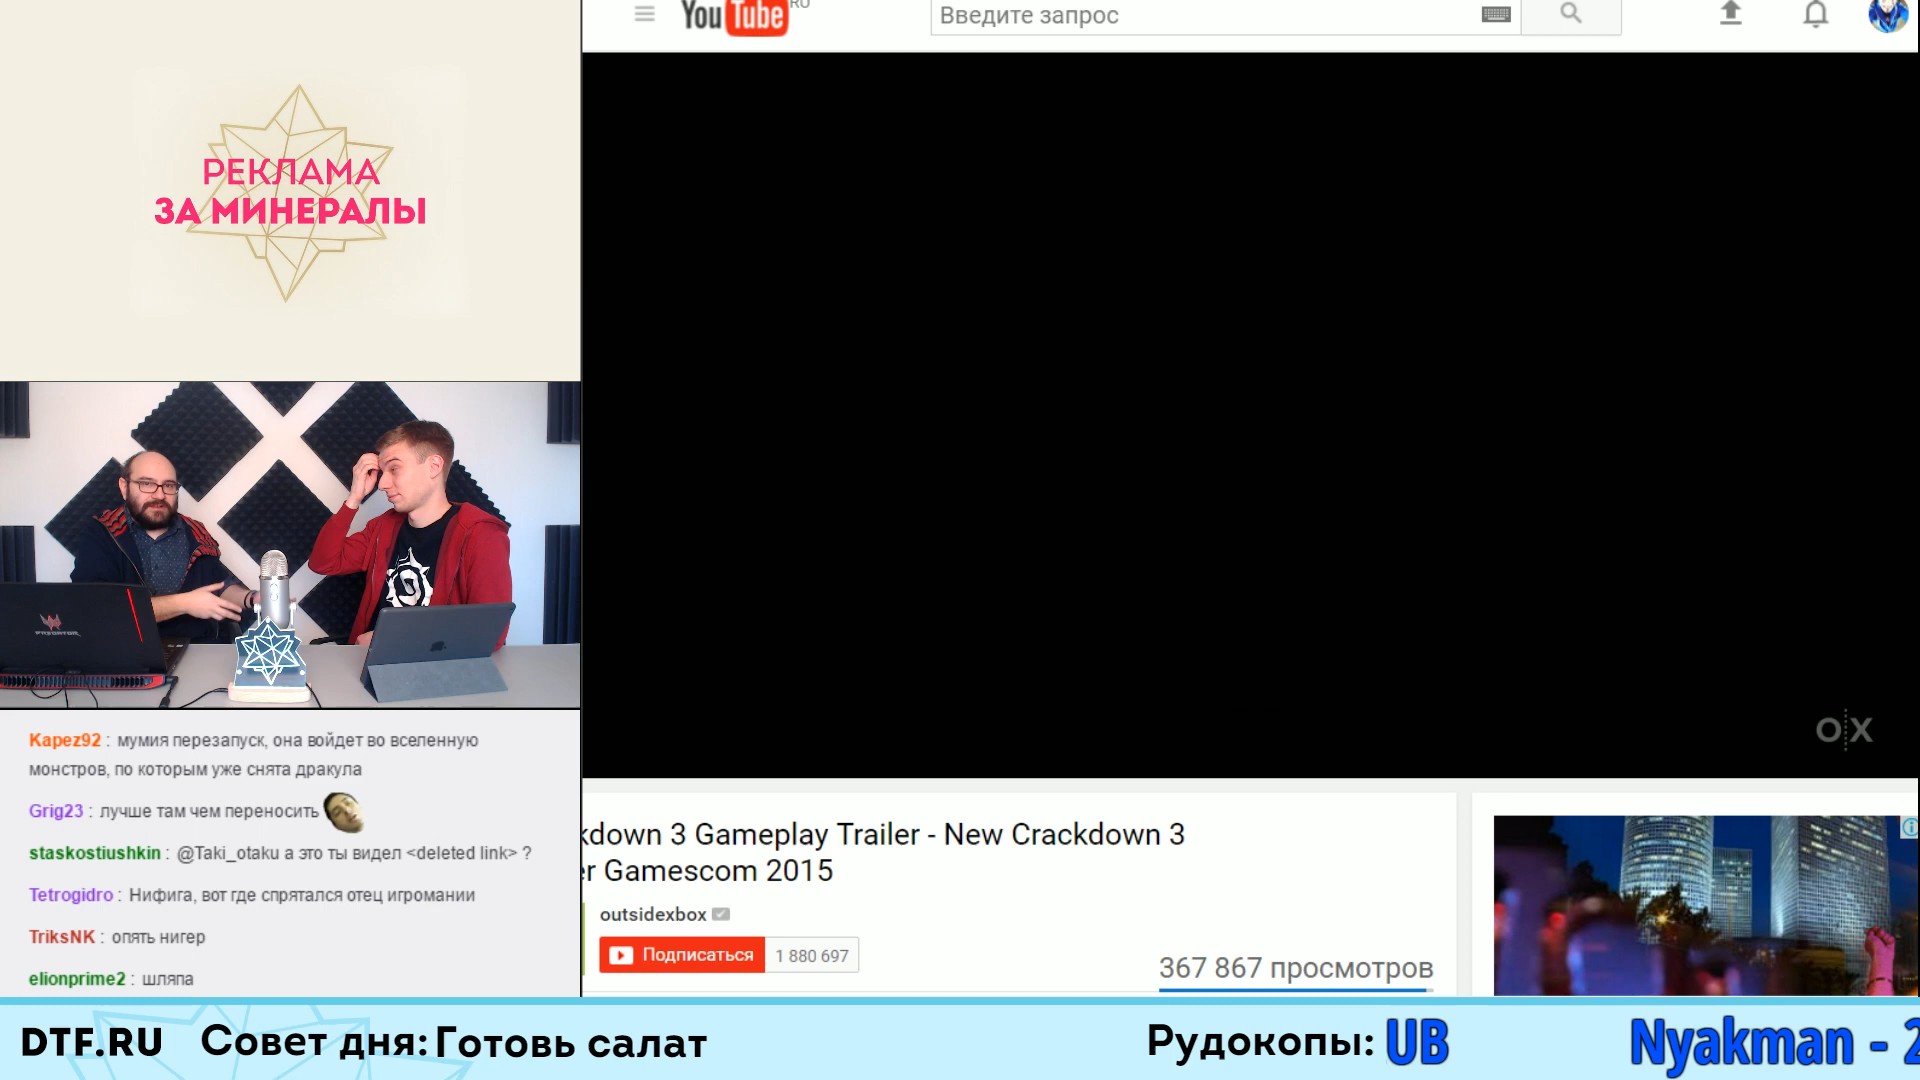 РЕКЛАМА
ЗА МИНЕРАЛЫ
PREDATOR
Kapez92 : мумия перезапуск, она войдет во вселенную
монстров, по которым уже снята дракула
Grig23 : лучше там чем переносить
staskostiushkin : @Taki_otaku а это ты видел <deleted link> ?
Tetrogidro : Нифига, вот где спрятался отец игромании
TriksNK : опять нигер
elionprime2 : шляпа
YouTube RU
Введите запрос
O|X
kdown 3 Gameplay Trailer - New Crackdown 3
er Gamescom 2015
outsidexbox
Подписаться 1 880 697
367 867 просмотров
DTF.RU Совет дня: Готовь салат Рудокопы: UB Nyakman - 2